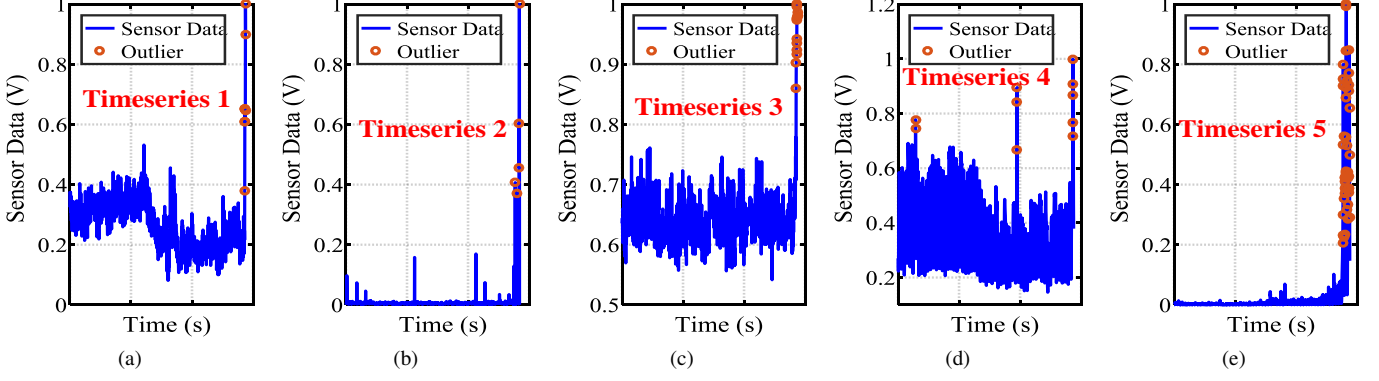 1
0.8
0.6
0.4
0.2
0
Sensor Data (V)
Sensor Data
Outlier
Timeseries 1
Time (s)
(a)
1
0.8
0.6
0.4
0.2
0
Sensor Data (V)
Sensor Data
Outlier
Timeseries 2
Time (s)
(b)
1
0.9
0.8
0.7
0.6
0.5
Sensor Data (V)
Sensor Data
Outlier
Timeseries 3
Time (s)
(c)
1.2
1
0.8
0.6
0.4
0.2
Sensor Data (V)
Sensor Data
Outlier
Timeseries 4
Time (s)
(d)
1
0.8
0.6
0.4
0.2
0
Sensor Data (V)
Sensor Data
Outlier
Timeseries 5
Time (s)
(e)